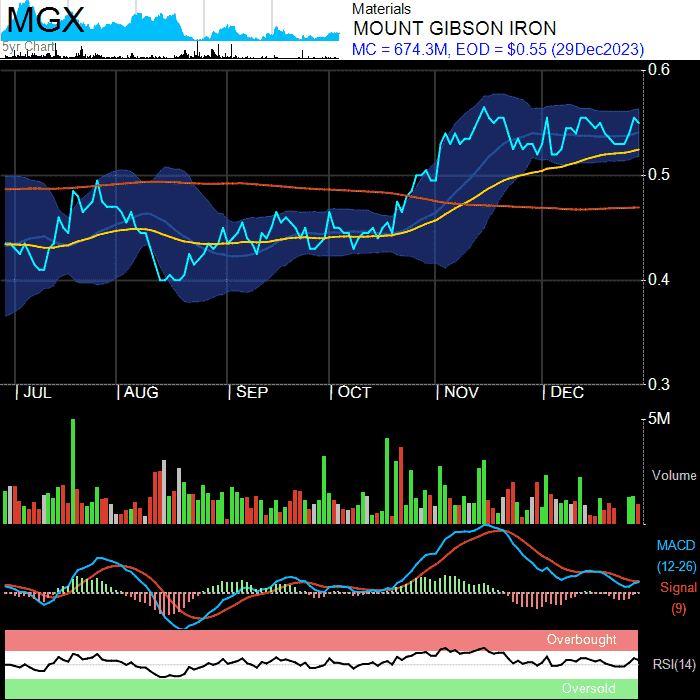 MGX
5yr Chart
Materials
MOUNT GIBSON IRON
MC = 674.3M, EOD = $0.55 (29Dec2023)
0.6
0.5
0.4
0.3
JUL AUG SEP OCT NOV DEC
5M
Volume
MACD
(12-26)
Signal
(9)
Overbought
RSI(14)
Oversold